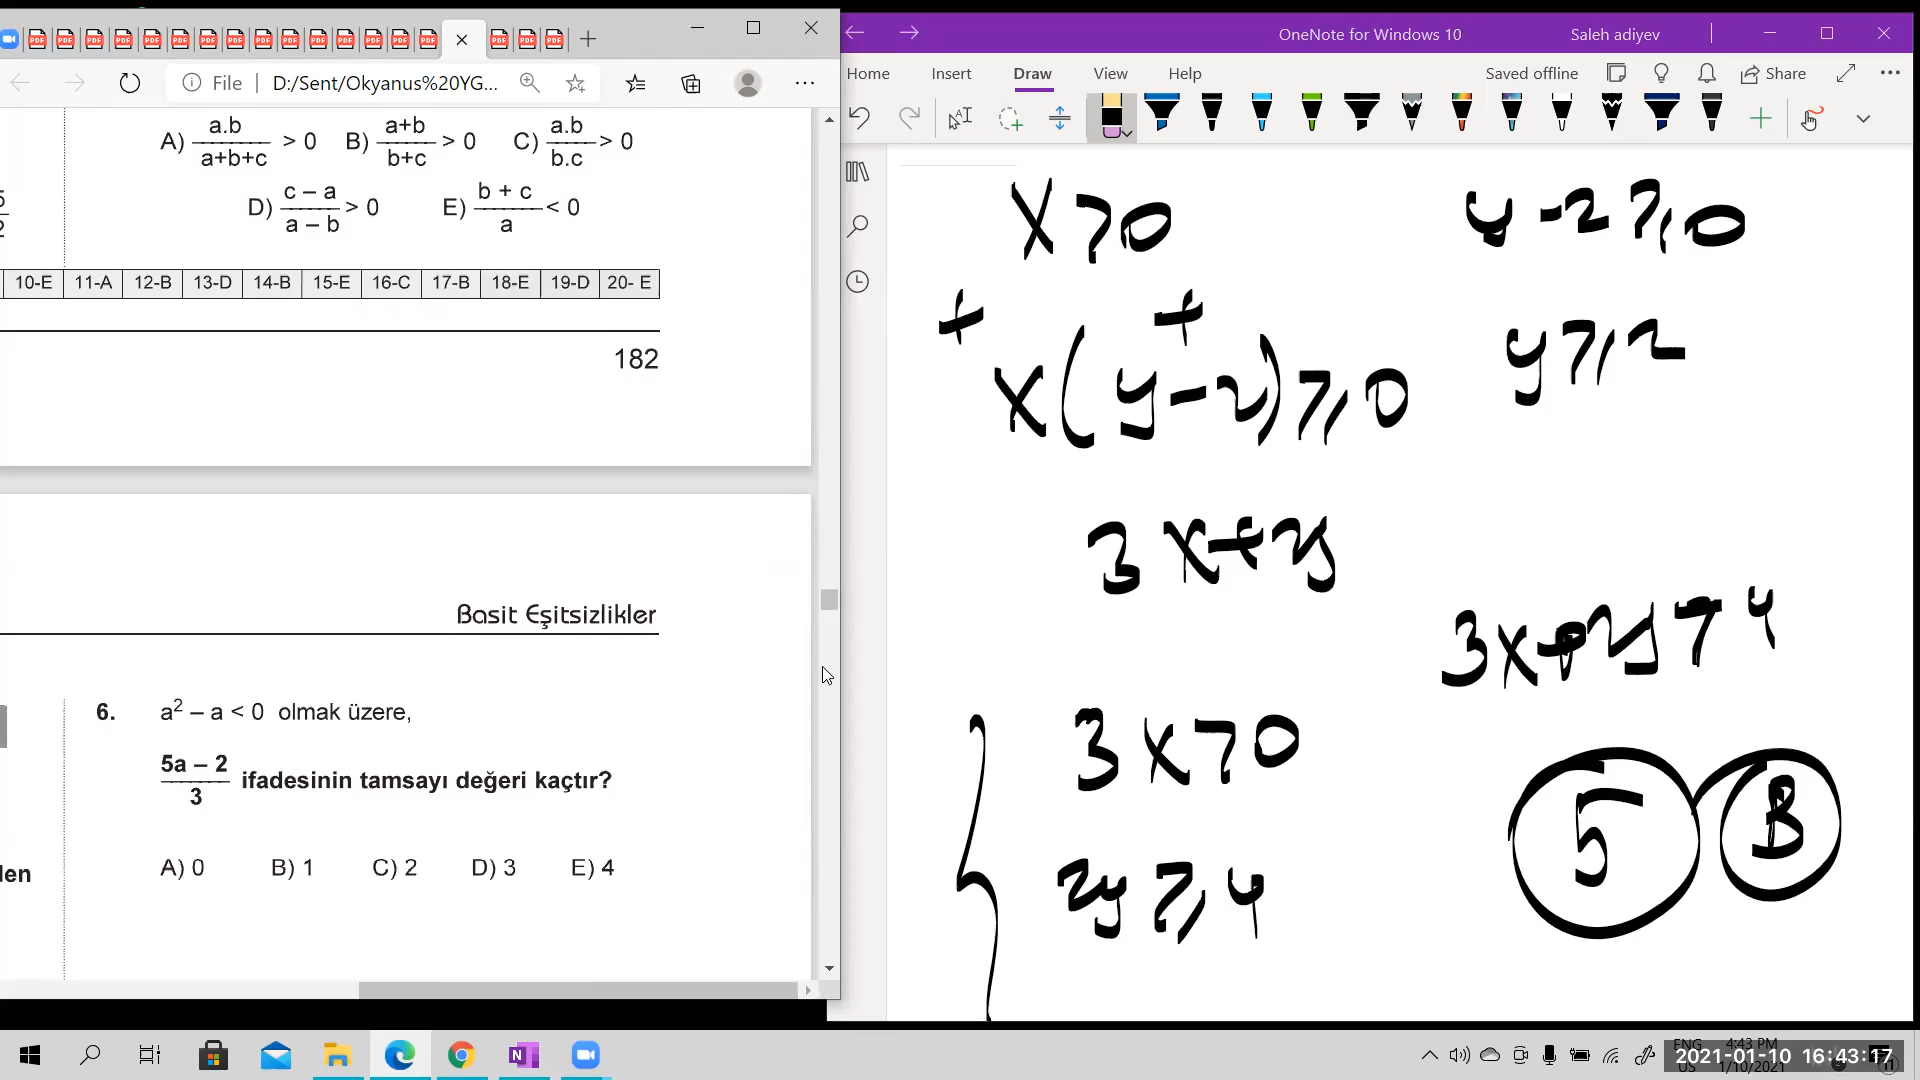 OneNote for Windows 10
Saleh adiyev
File
D:/Sent/Okyanus%20YG...
Home
Insert
Draw
View
Help
Saved offline
Share
A) a.b / a+b+c > 0 B) a+b / b+c > 0 C) a.b / b.c > 0
D) c – a / a – b > 0 E) b + c / a < 0
5
2
10-E 11-A 12-B 13-D 14-B 15-E 16-C 17-B 18-E 19-D 20- E
182
Basit Eşitsizlikler
6. a² – a < 0 olmak üzere,
5a – 2 / 3 ifadesinin tamsayı değeri kaçtır?
A) 0 B) 1 C) 2 D) 3 E) 4
len
x>0
y-2≥0
+ +
x(y-2)≥0
y≥2
3x+2y
3x+2y>4
3x>0
2y≥4
5
B
ENG
US
4:43 PM
1/10/2021
2021-01-10 16:43:17